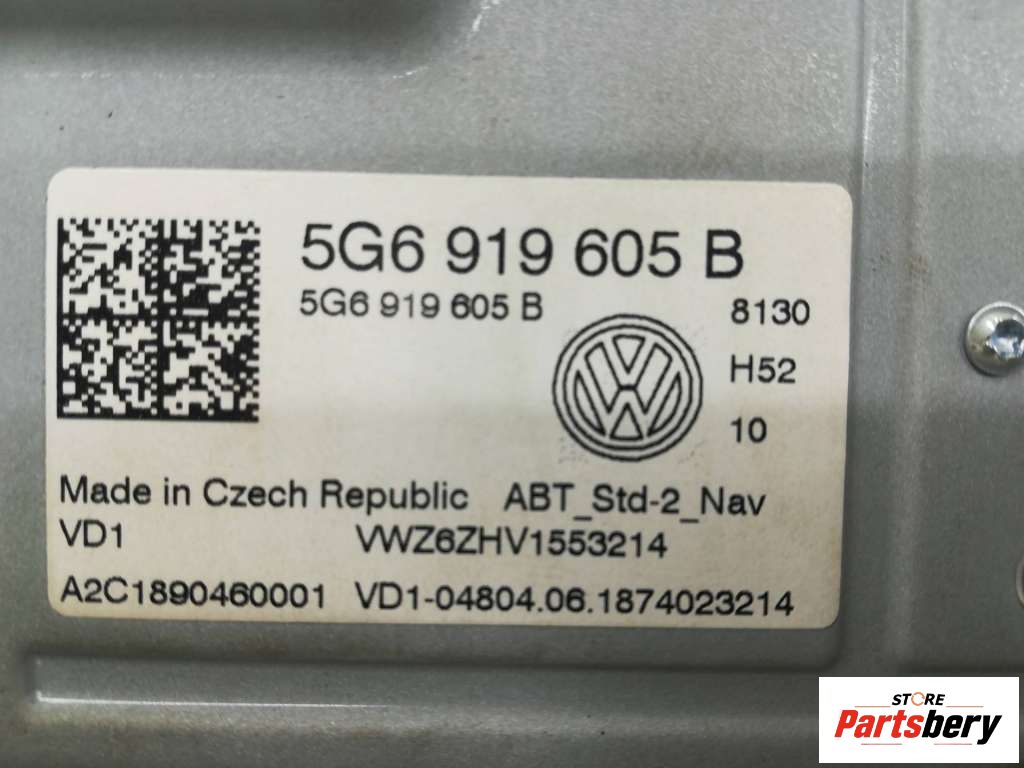 5G6 919 605 B
5G6 919 605 B
8130
H52
10
Made in Czech Republic ABT_Std-2_Nav
VD1 VWZ6ZHV1553214
A2C1890460001 VD1-04804.06.1874023214
STORE
Partsbery